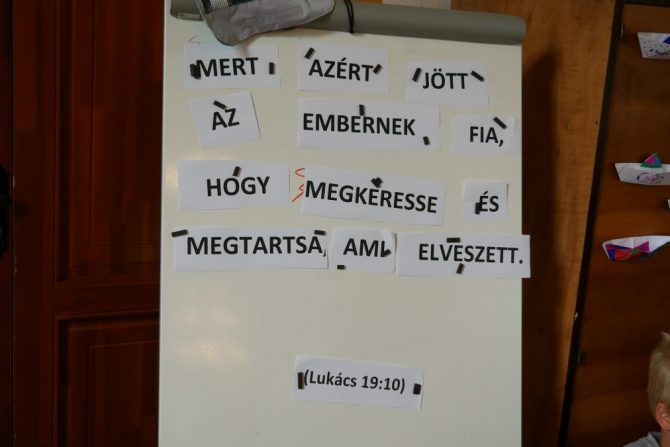 MERT AZÉRT JÖTT
AZ EMBERNEK FIA,
HOGY MEGKERESSE ÉS
MEGTARTSA, AMI ELVESZETT.
(Lukács 19:10)